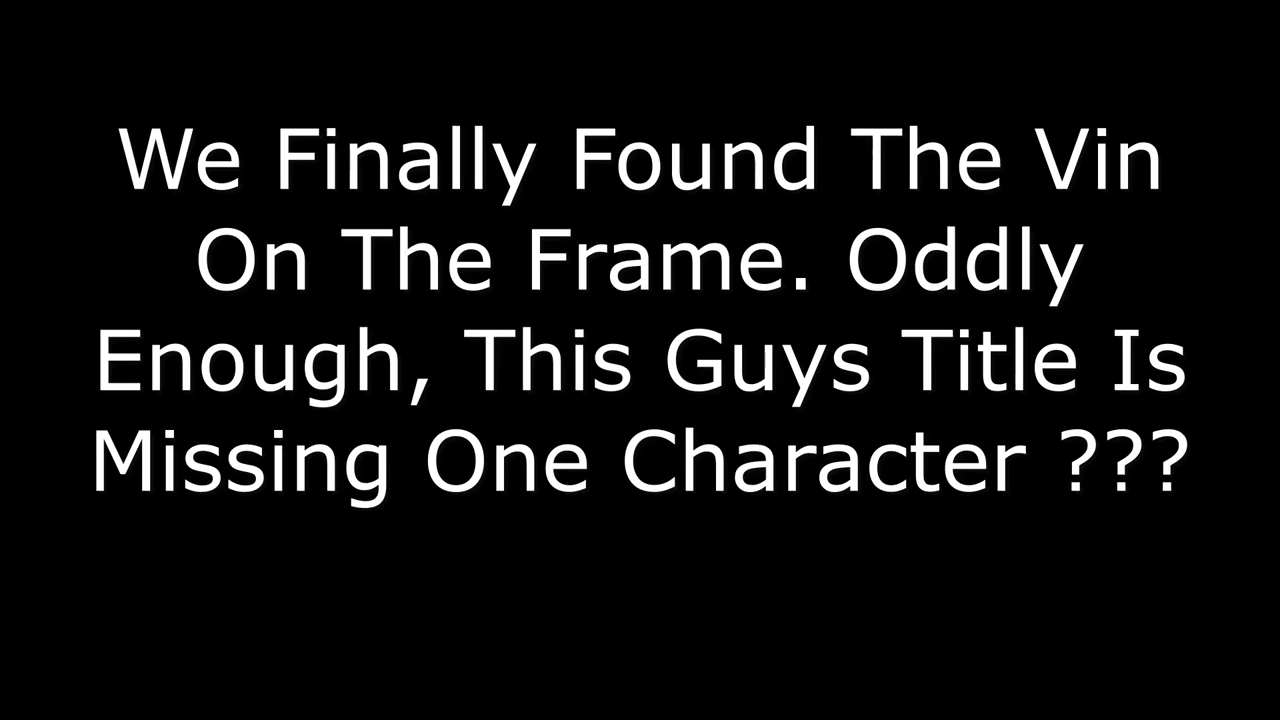 We Finally Found The Vin
On The Frame. Oddly
Enough, This Guys Title Is
Missing One Character ???